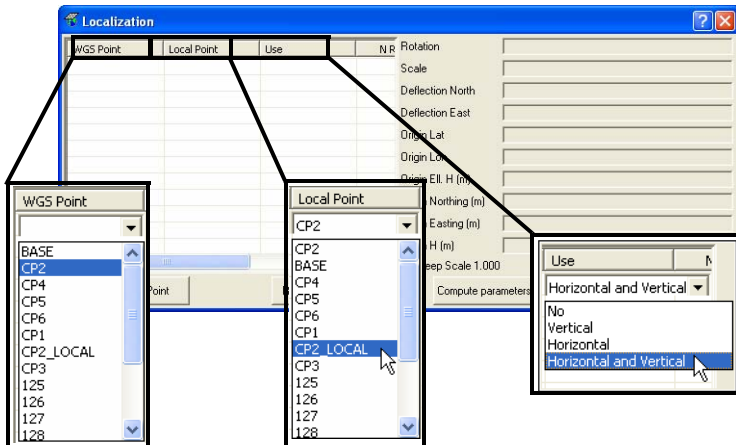 Localization
WGS Point Local Point Use N R
Rotation
Scale
Deflection North
Deflection East
Origin Lat
Origin Lon
Origin Ell. H (m)
Northing (m)
Easting (m)
H (m)
eep Scale 1.000
Point
Compute parameters
WGS Point
BASE
CP2
CP4
CP5
CP6
CP1
CP2_LOCAL
CP3
125
126
127
128
Local Point
CP2
CP2
BASE
CP4
CP5
CP6
CP1
CP2_LOCAL
CP3
125
126
127
128
Use
Horizontal and Vertical
No
Vertical
Horizontal
Horizontal and Vertical